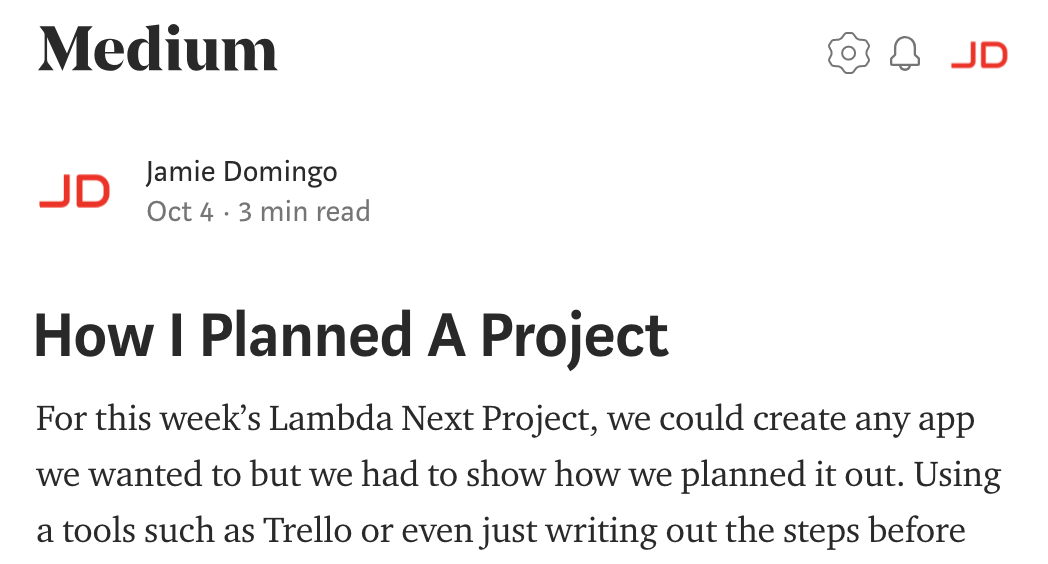 Medium
JD
JD
Jamie Domingo
Oct 4 · 3 min read
How I Planned A Project
For this week’s Lambda Next Project, we could create any app
we wanted to but we had to show how we planned it out. Using
a tools such as Trello or even just writing out the steps before